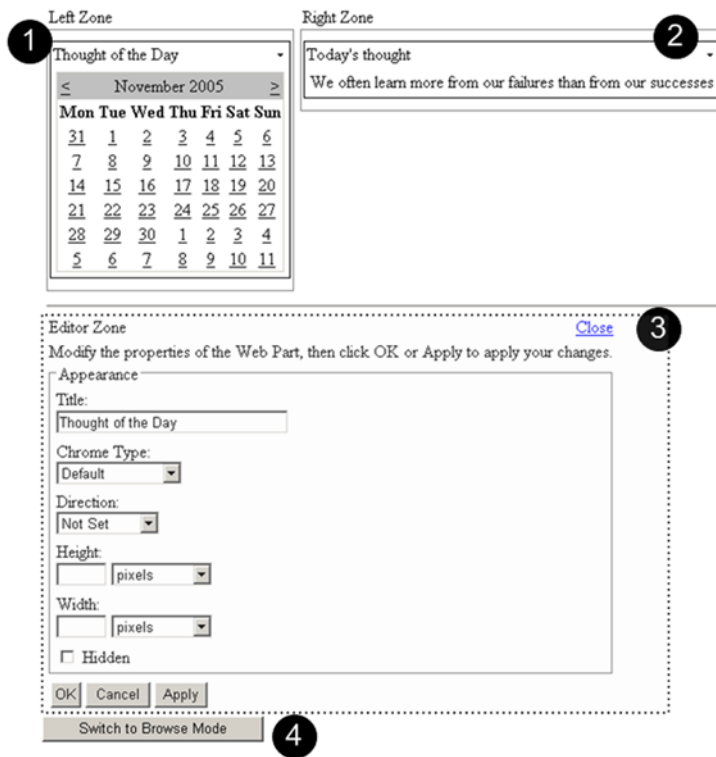 Left Zone
Right Zone
1
2
Thought of the Day
Today's thought
We often learn more from our failures than from our successes
< November 2005 >
Mon Tue Wed Thu Fri Sat Sun
31 1 2 3 4 5 6
7 8 9 10 11 12 13
14 15 16 17 18 19 20
21 22 23 24 25 26 27
28 29 30 1 2 3 4
5 6 7 8 9 10 11
Editor Zone
Close
3
Modify the properties of the Web Part, then click OK or Apply to apply your changes.
Appearance
Title:
Thought of the Day
Chrome Type:
Default
Direction:
Not Set
Height:
pixels
Width:
pixels
Hidden
OK Cancel Apply
Switch to Browse Mode
4